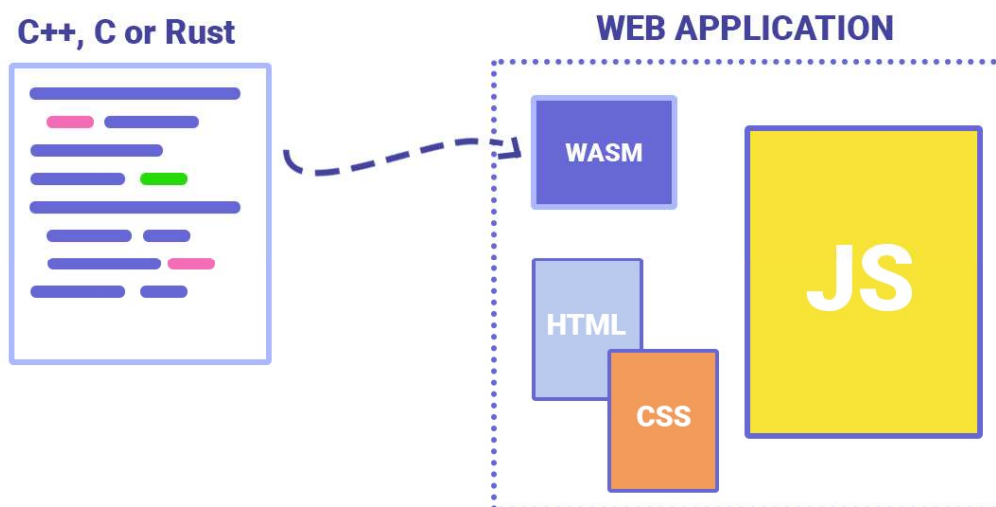 C++, C or Rust
WEB APPLICATION
WASM
JS
HTML
CSS